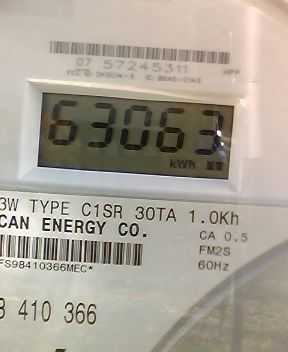 07 57245311
63063
kWh
3W TYPE C1SR 30TA 1.0Kh
CAN ENERGY CO.
CA 0.5
FM2S
60Hz
FS98410366MEC*
8 410 366